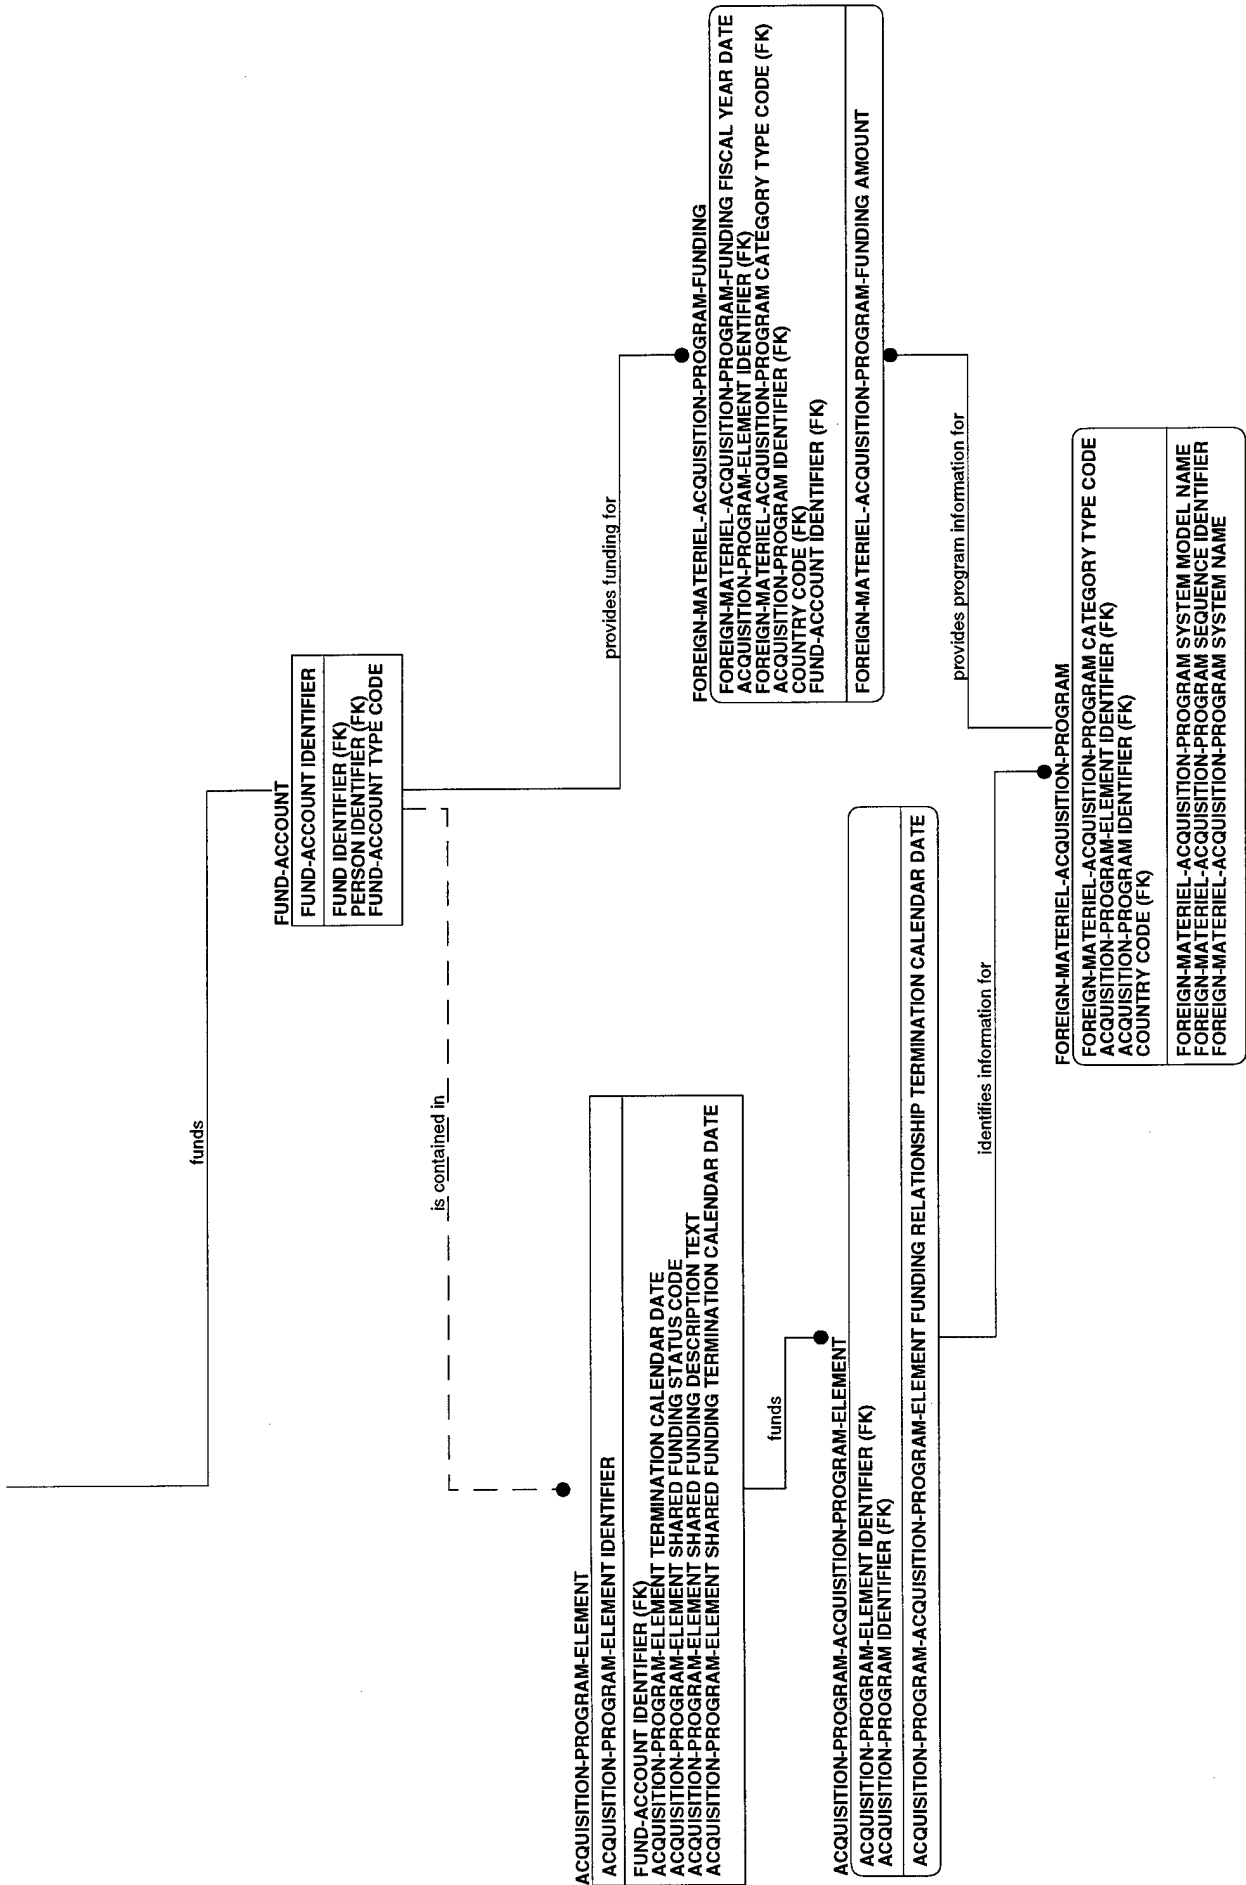 funds
FUND-ACCOUNT
FUND-ACCOUNT IDENTIFIER
FUND IDENTIFIER (FK)
PERSON IDENTIFIER (FK)
FUND-ACCOUNT TYPE CODE
is contained in
provides funding for
ACQUISITION-PROGRAM-ELEMENT
ACQUISITION-PROGRAM-ELEMENT IDENTIFIER
FUND-ACCOUNT IDENTIFIER (FK)
ACQUISITION-PROGRAM-ELEMENT TERMINATION CALENDAR DATE
ACQUISITION-PROGRAM-ELEMENT SHARED FUNDING STATUS CODE
ACQUISITION-PROGRAM-ELEMENT SHARED FUNDING DESCRIPTION TEXT
ACQUISITION-PROGRAM-ELEMENT SHARED FUNDING TERMINATION CALENDAR DATE
FOREIGN-MATERIEL-ACQUISITION-PROGRAM-FUNDING
FOREIGN-MATERIEL-ACQUISITION-PROGRAM-FUNDING FISCAL YEAR DATE
ACQUISITION-PROGRAM-ELEMENT IDENTIFIER (FK)
FOREIGN-MATERIEL-ACQUISITION-PROGRAM CATEGORY TYPE CODE (FK)
ACQUISITION-PROGRAM IDENTIFIER (FK)
COUNTRY CODE (FK)
FUND-ACCOUNT IDENTIFIER (FK)
FOREIGN-MATERIEL-ACQUISITION-PROGRAM-FUNDING AMOUNT
funds
ACQUISITION-PROGRAM-ACQUISITION-PROGRAM-ELEMENT
ACQUISITION-PROGRAM-ELEMENT IDENTIFIER (FK)
ACQUISITION-PROGRAM IDENTIFIER (FK)
ACQUISITION-PROGRAM-ACQUISITION-PROGRAM-ELEMENT FUNDING RELATIONSHIP TERMINATION CALENDAR DATE
provides program information for
identifies information for
FOREIGN-MATERIEL-ACQUISITION-PROGRAM
FOREIGN-MATERIEL-ACQUISITION-PROGRAM CATEGORY TYPE CODE
ACQUISITION-PROGRAM-ELEMENT IDENTIFIER (FK)
ACQUISITION-PROGRAM IDENTIFIER (FK)
COUNTRY CODE (FK)
FOREIGN-MATERIEL-ACQUISITION-PROGRAM SYSTEM MODEL NAME
FOREIGN-MATERIEL-ACQUISITION-PROGRAM SEQUENCE IDENTIFIER
FOREIGN-MATERIEL-ACQUISITION-PROGRAM SYSTEM NAME